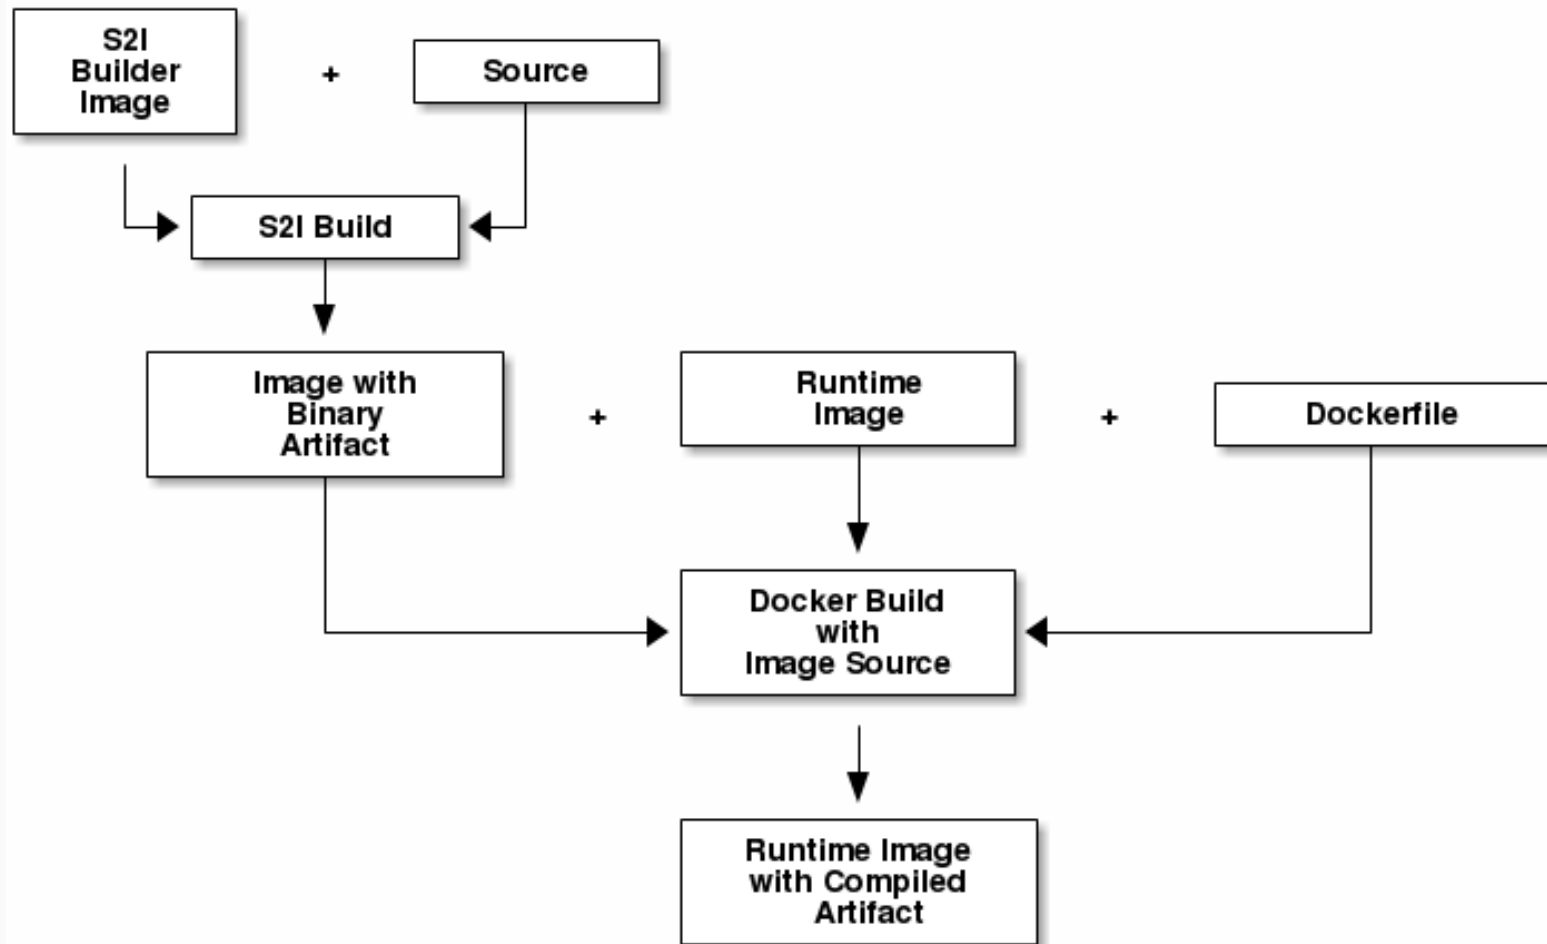 S2I
Builder
Image
+
Source
S2I Build
Image with
Binary
Artifact
+
Runtime
Image
+
Dockerfile
Docker Build
with
Image Source
Runtime Image
with Compiled
Artifact